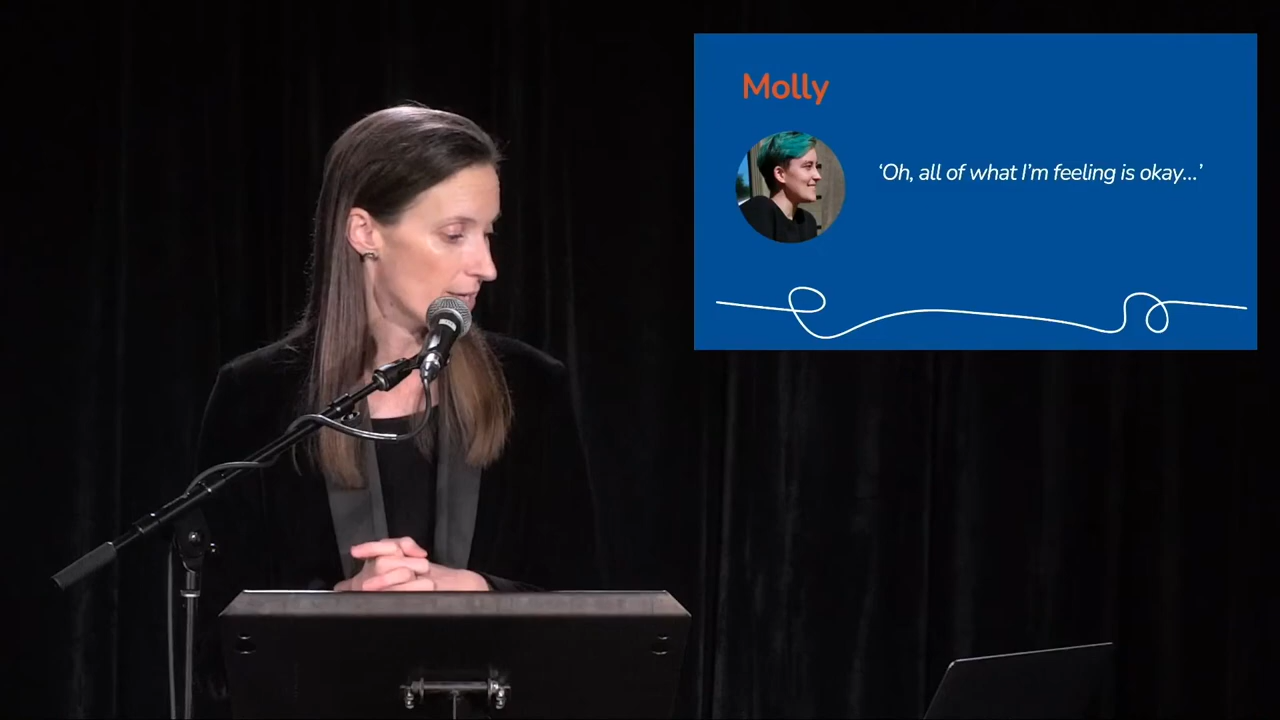 Molly
‘Oh, all of what I’m feeling is okay...’